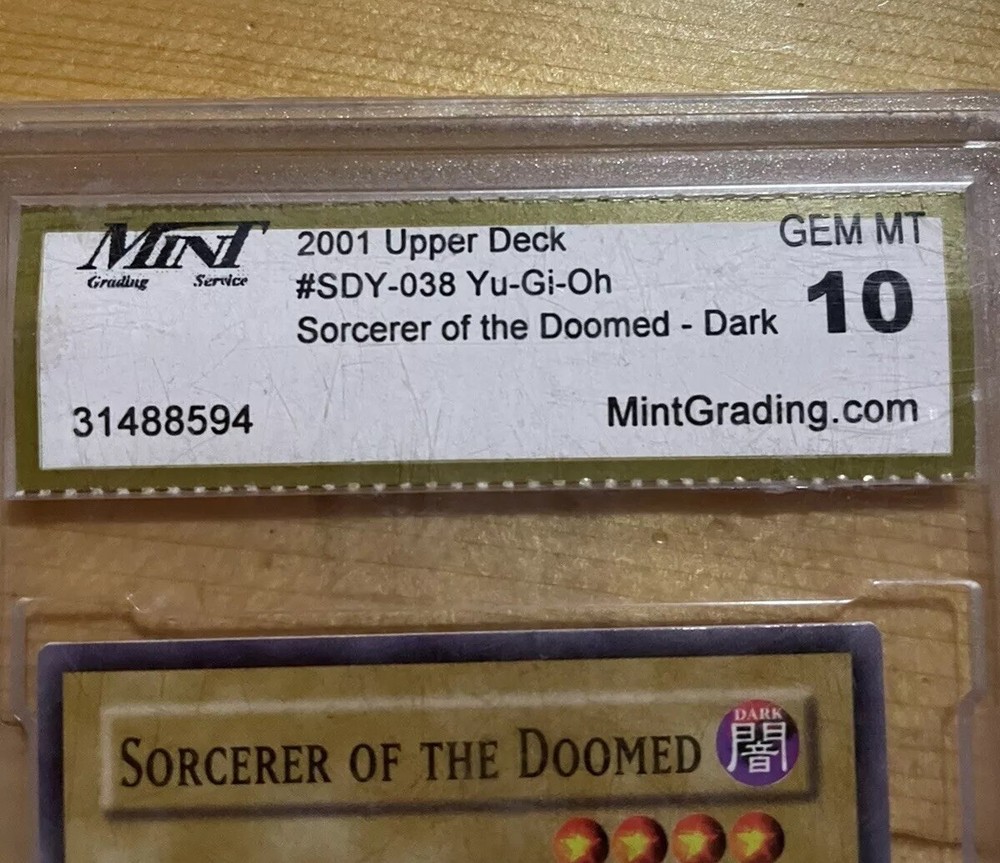 MINT
Grading Service
2001 Upper Deck
#SDY-038 Yu-Gi-Oh
Sorcerer of the Doomed - Dark
GEM MT
10
31488594
MintGrading.com
SORCERER OF THE DOOMED
DARK
闇